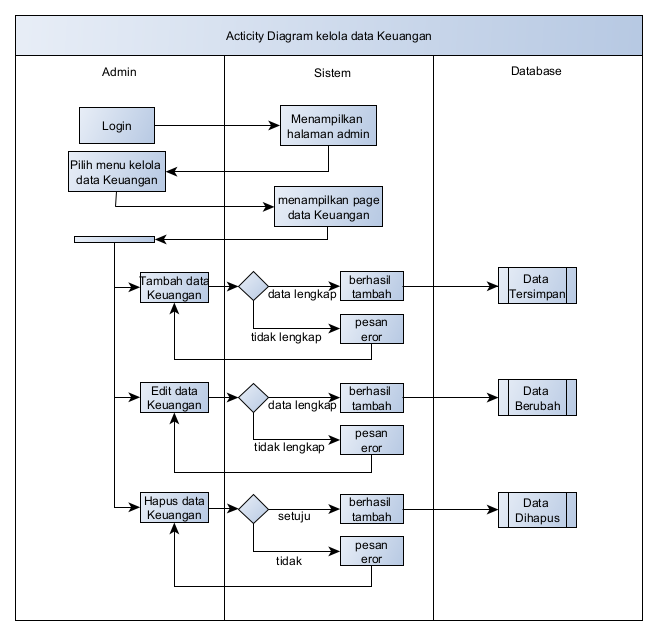 Acticity Diagram kelola data Keuangan
Admin
Sistem
Database
Login
Menampilkan
halaman admin
Pilih menu kelola
data Keuangan
menampilkan page
data Keuangan
Tambah data
Keuangan
data lengkap
berhasil
tambah
Data
Tersimpan
tidak lengkap
pesan
eror
Edit data
Keuangan
data lengkap
berhasil
tambah
Data
Berubah
tidak lengkap
pesan
eror
Hapus data
Keuangan
setuju
berhasil
tambah
Data
Dihapus
tidak
pesan
eror